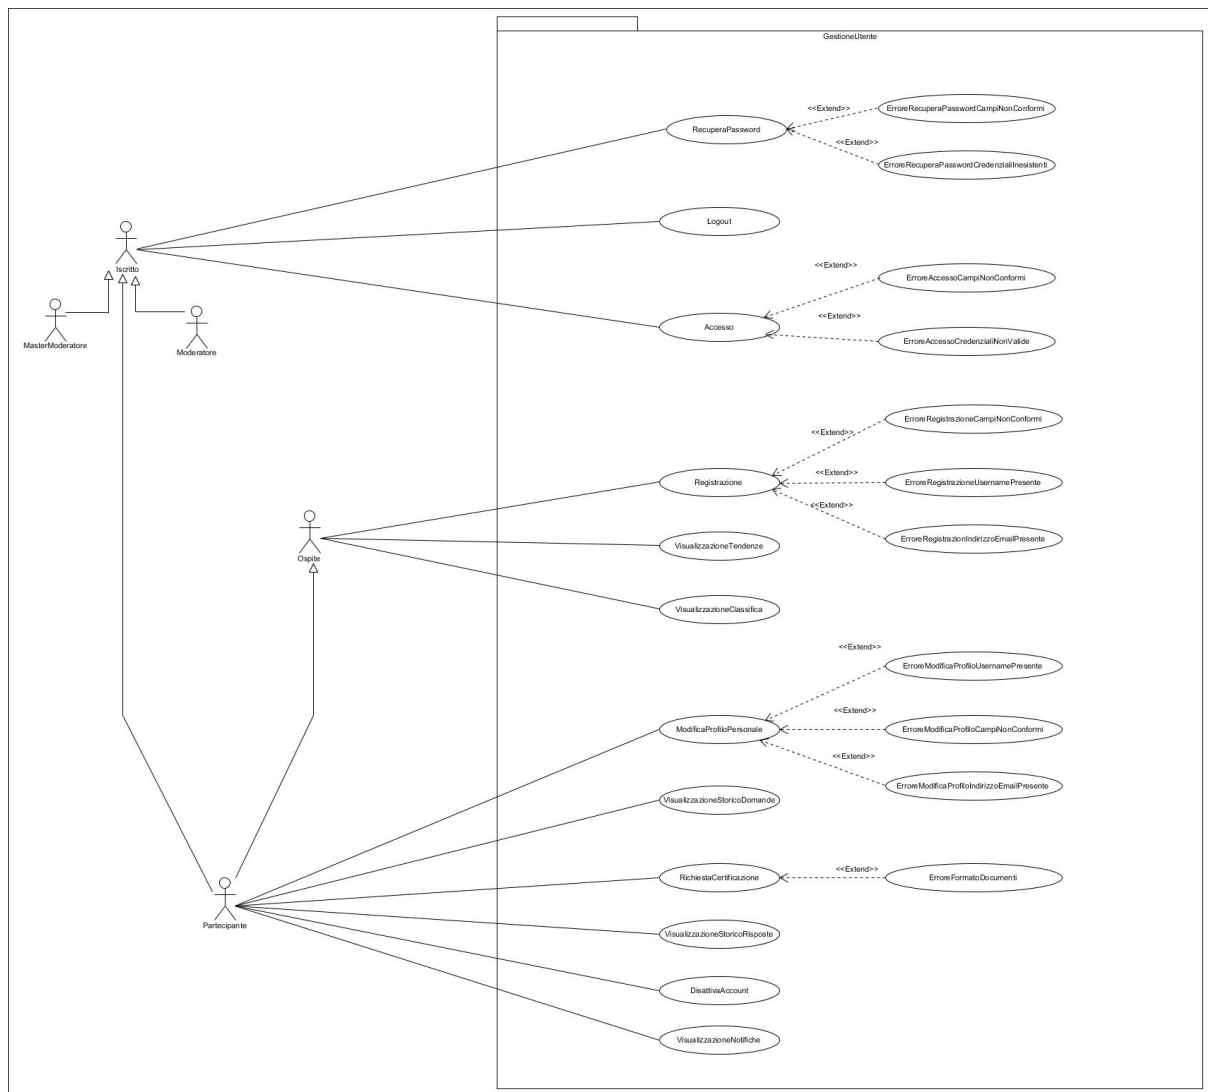 GestioneUtente
<<Extend>>
ErroreRecuperaPasswordCampiNonConformi
RecuperaPassword
<<Extend>>
ErroreRecuperaPasswordCredenzialiInesistenti
Logout
Iscritto
<<Extend>>
ErroreAccessoCampiNonConformi
<<Extend>>
Accesso
ErroreAccessoCredenzialiNonValide
MasterModeratore
Moderatore
ErroreRegistrazioneCampiNonConformi
<<Extend>>
<<Extend>>
Registrazione
ErroreRegistrazioneUsernamePresente
<<Extend>>
ErroreRegistrazionIndirizzoEmailPresente
VisualizzazioneTendenze
Ospite
VisualizzazioneClassifica
<<Extend>>
ErroreModificaProfiloUsernamePresente
<<Extend>>
ModificaProfiloPersonale
ErroreModificaProfiloCampiNonConformi
<<Extend>>
ErroreModificaProfiloIndirizzoEmailPresente
VisualizzazioneStoricoDomande
<<Extend>>
RichiestaCertificazione
ErroreFormatoDocumenti
Partecipante
VisualizzazioneStoricoRisposte
DisattivaAccount
VisualizzazioneNotifiche